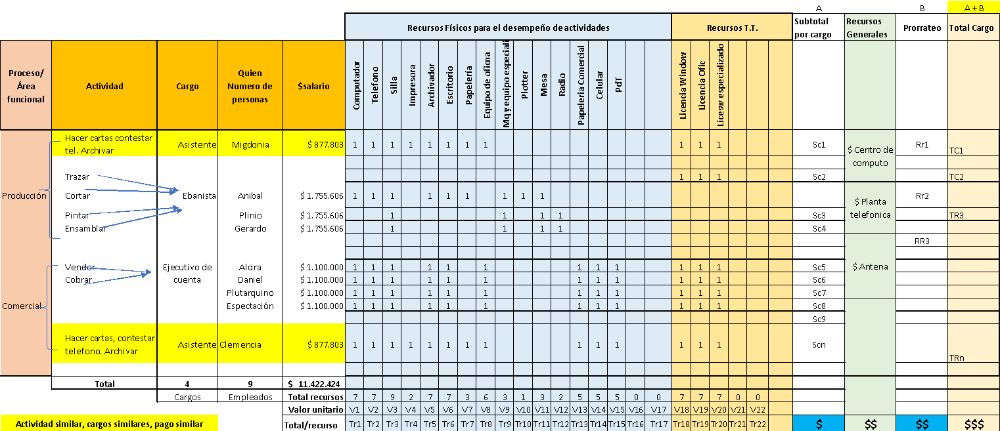 A B A + B
Recursos Físicos para el desempeño de actividades Recursos T.T. Subtotal por cargo Recursos Generales Prorrateo Total Cargo
Proceso/ Área funcional Actividad Cargo Quien Numero de personas $salario Computador Telefono Silla Impresora Archivador Escritorio Papelería Equipo de oficina Mq y equipo especiali Plotter Mesa Radio Papeleria Comercial Celular PdT Licencia Window Licencia Ofic Licesw especializado
Hacer cartas contestar tel. Archivar Asistente Migdonia $ 877.803 1 1 1 1 1 1 1 1 1 1 1 Sc1 $ Centro de computo Rr1 TC1
Trazar 1 1 1 Sc2 TC2
Producción Cortar Ebanista Anibal $ 1.755.606 1 1 1 1 1 1 1 1 1 $ Planta telefonica Rr2
Pintar Plinio $ 1.755.606 1 1 1 1 Sc3 TR3
Ensamblar Gerardo $ 1.755.606 1 1 1 1 Sc4
RR3
Vender Ejecutivo de cuenta Alcira $ 1.100.000 1 1 1 1 1 1 1 1 1 1 1 1 Sc5 $ Antena
Cobrar Daniel $ 1.100.000 1 1 1 1 1 1 1 1 1 1 1 1 Sc6
Plutarquino $ 1.100.000 1 1 1 1 1 1 1 1 1 1 1 1 Sc7
Comercial Espectación $ 1.100.000 1 1 1 1 1 1 1 1 1 1 1 1 Sc8
Sc9
Hacer cartas, contestar telefono. Archivar Asistente Clemencia $ 877.803 1 1 1 1 1 1 1 1 1 1 1 1 1 1 Scn TRn
Total 4 9 $ 11.422.424
Cargos Empleados Total recursos 7 7 9 2 7 7 3 6 3 1 3 2 5 5 5 0 0 7 7 7 0 0
Valor unitario V1 V2 V3 V4 V5 V6 V7 V8 V9 V10 V11 V12 V13 V14 V15 V16 V17 V18 V19 V20 V21 V22
Actividad similar, cargos similares, pago similar Total/recurso Tr1 Tr2 Tr3 Tr4 Tr5 Tr6 Tr7 Tr8 Tr9 Tr10 Tr11 Tr12 Tr13 Tr14 Tr15 Tr16 Tr17 Tr18 Tr19 Tr20 Tr21 Tr22 $ $$ $$ $$$